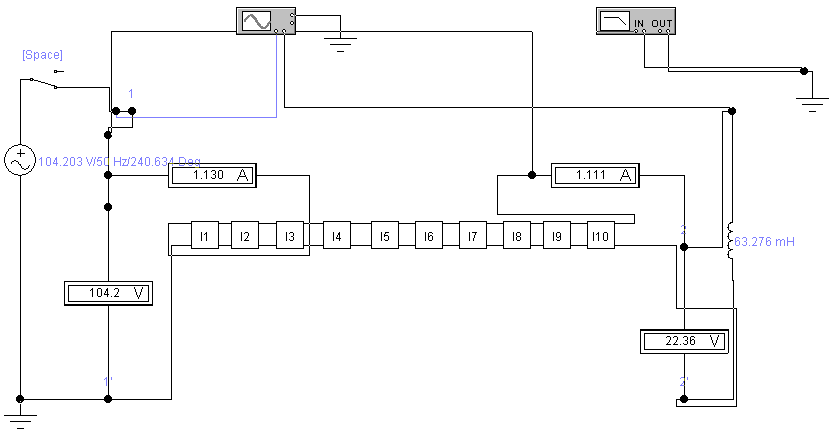 IN OUT
[Space]
1
104.203 V/50 Hz/240.634 Deg
1.130 A
1.111 A
I1 I2 I3 I4 I5 I6 I7 I8 I9 I10
2
63.276 mH
104.2 V
22.36 V
1'
2'